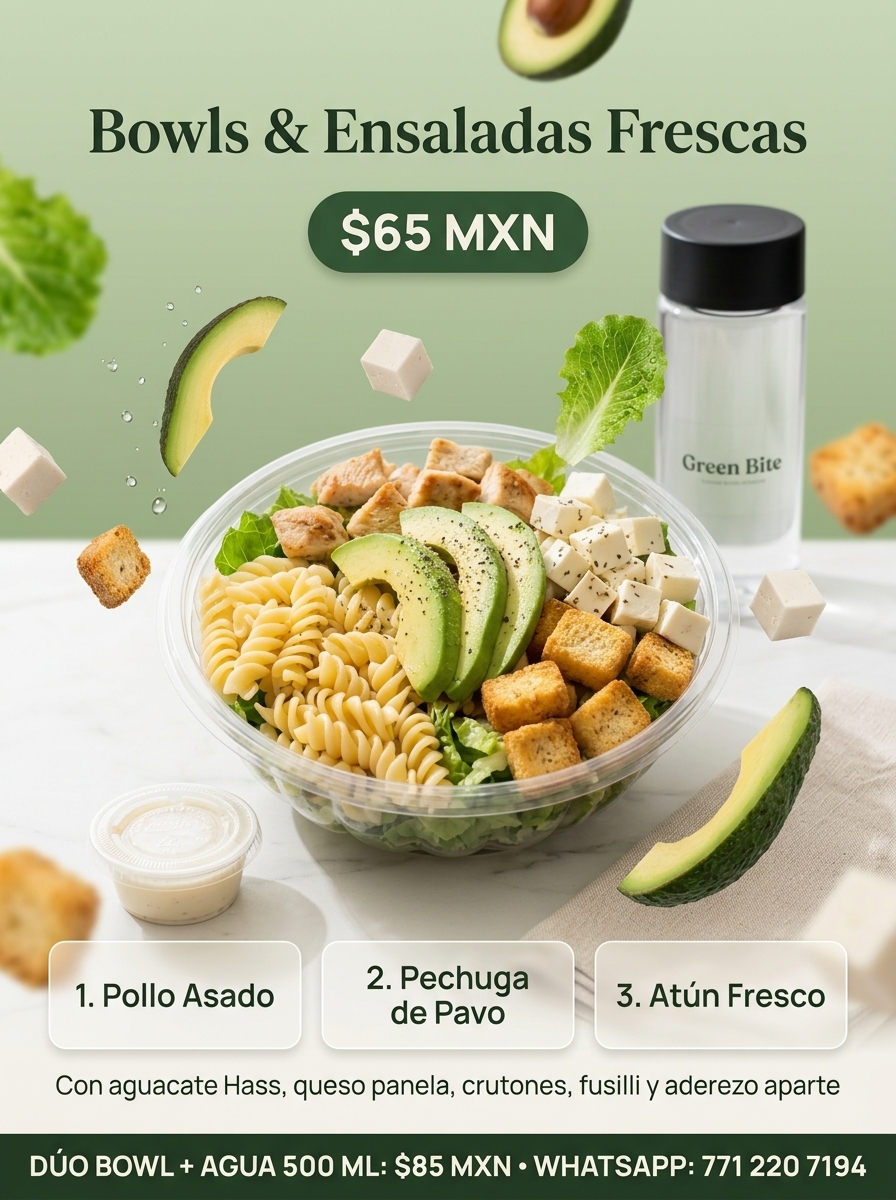 Bowls & Ensaladas Frescas
$65 MXN
Green Bite
1. Pollo Asado
2. Pechuga
de Pavo
3. Atún Fresco
Con aguacate Hass, queso panela, crutones, fusilli y aderezo aparte
DÚO BOWL + AGUA 500 ML: $85 MXN • WHATSAPP: 771 220 7194